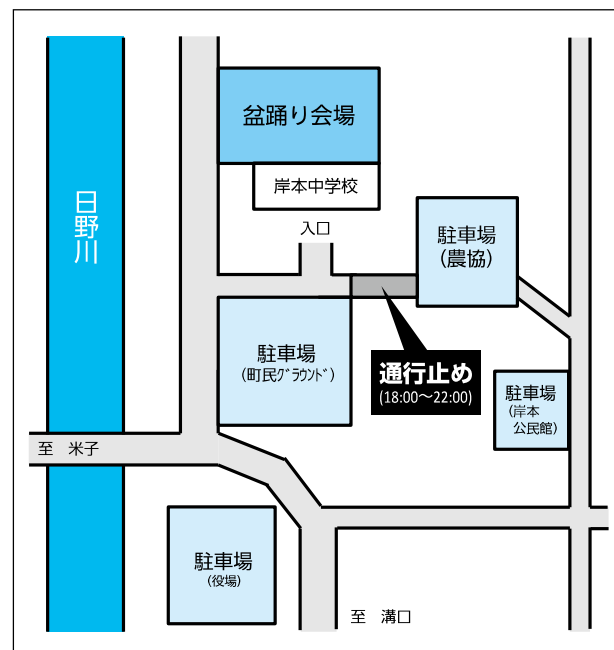 盆踊り会場
岸本中学校
入口
日野川
駐車場
(農協)
駐車場
(町民グラウンド)
通行止め
(18:00～22:00)
駐車場
(岸本
公民館)
至　米子
駐車場
(役場)
至　溝口